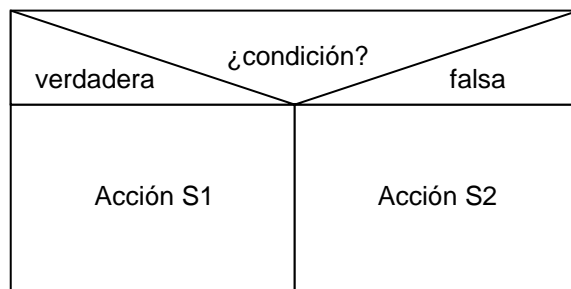 ¿condición?
verdadera
falsa
Acción S1
Acción S2